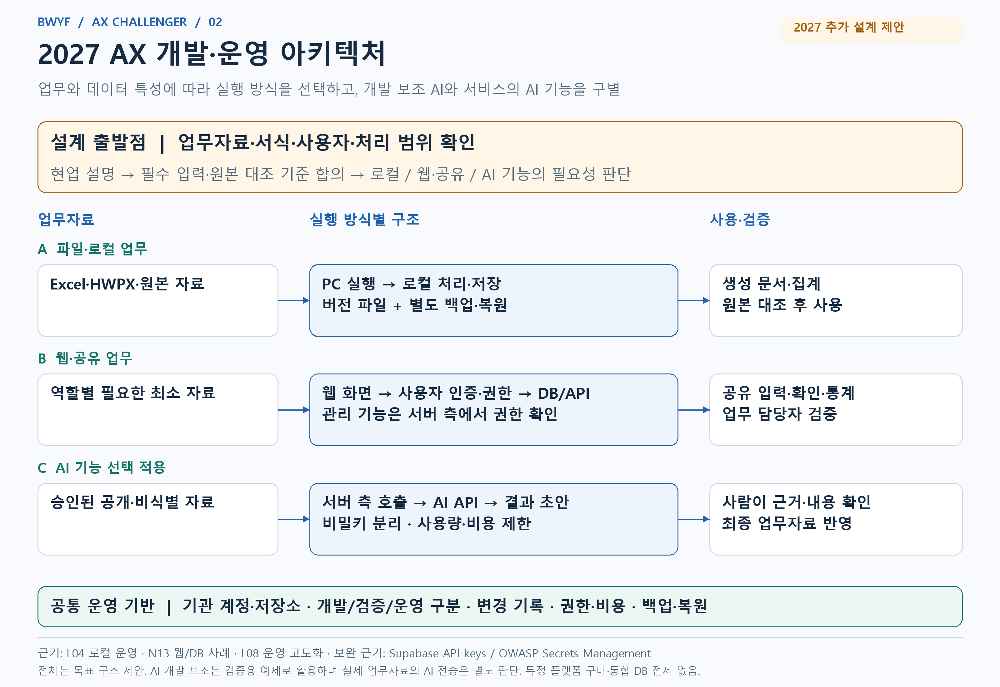 BWYF / AX CHALLENGER / 02
2027 추가 설계 제안
2027 AX 개발·운영 아키텍처
업무와 데이터 특성에 따라 실행 방식을 선택하고, 개발 보조 AI와 서비스의 AI 기능을 구별
설계 출발점 | 업무자료·서식·사용자·처리 범위 확인
현업 설명 → 필수 입력·원본 대조 기준 합의 → 로컬 / 웹·공유 / AI 기능의 필요성 판단
업무자료
실행 방식별 구조
사용·검증
A 파일·로컬 업무
Excel·HWPX·원본 자료
PC 실행 → 로컬 처리·저장
버전 파일 + 별도 백업·복원
생성 문서·집계
원본 대조 후 사용
B 웹·공유 업무
역할별 필요한 최소 자료
웹 화면 → 사용자 인증·권한 → DB/API
관리 기능은 서버 측에서 권한 확인
공유 입력·확인·통계
업무 담당자 검증
C AI 기능 선택 적용
승인된 공개·비식별 자료
서버 측 호출 → AI API → 결과 초안
비밀키 분리 · 사용량·비용 제한
사람이 근거·내용 확인
최종 업무자료 반영
공통 운영 기반 | 기관 계정·저장소 · 개발/검증/운영 구분 · 변경 기록 · 권한·비용 · 백업·복원
근거: L04 로컬 운영 · N13 웹/DB 사례 · L08 운영 고도화 · 보완 근거: Supabase API keys / OWASP Secrets Management
전체는 목표 구조 제안. AI 개발 보조는 검증용 예제로 활용하며 실제 업무자료의 AI 전송은 별도 판단. 특정 플랫폼 구매·통합 DB 전제 없음.